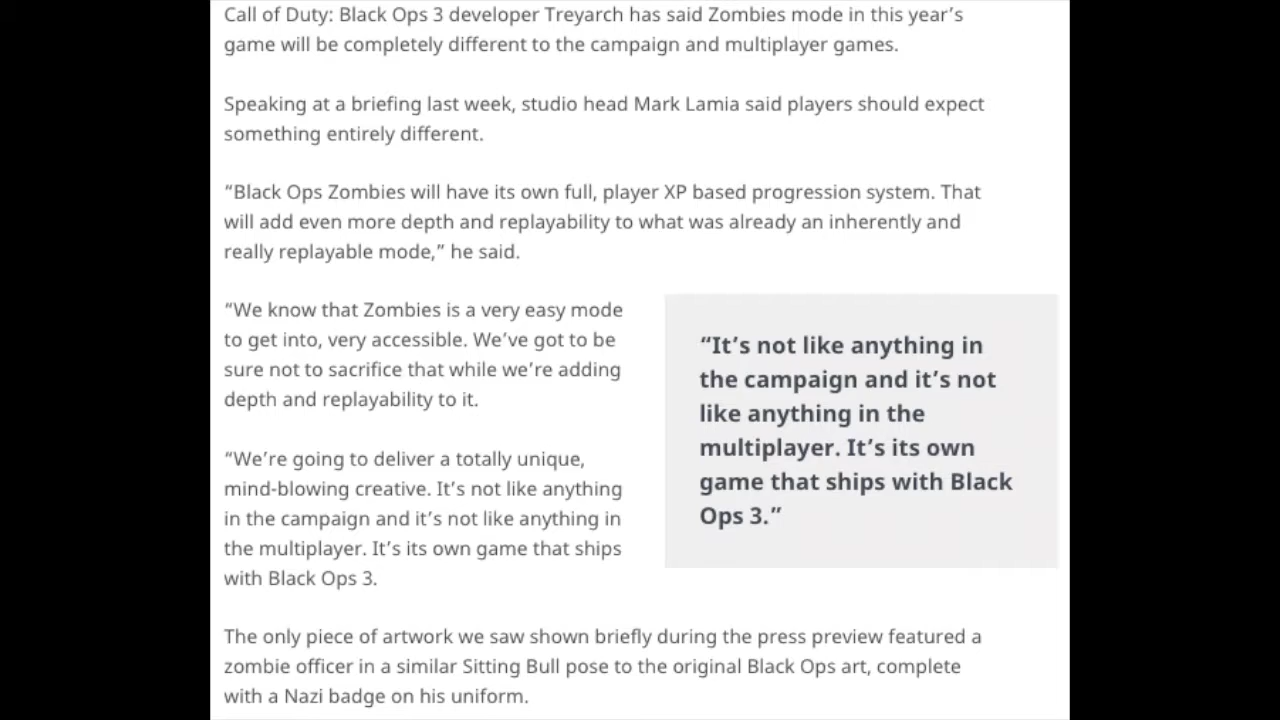 Call of Duty: Black Ops 3 developer Treyarch has said Zombies mode in this year’s
game will be completely different to the campaign and multiplayer games.
Speaking at a briefing last week, studio head Mark Lamia said players should expect
something entirely different.
“Black Ops Zombies will have its own full, player XP based progression system. That
will add even more depth and replayability to what was already an inherently and
really replayable mode,” he said.
“We know that Zombies is a very easy mode
to get into, very accessible. We’ve got to be
sure not to sacrifice that while we’re adding
depth and replayability to it.
“We’re going to deliver a totally unique,
mind-blowing creative. It’s not like anything
in the campaign and it’s not like anything in
the multiplayer. It’s its own game that ships
with Black Ops 3.
“It’s not like anything in
the campaign and it’s not
like anything in the
multiplayer. It’s its own
game that ships with Black
Ops 3.”
The only piece of artwork we saw shown briefly during the press preview featured a
zombie officer in a similar Sitting Bull pose to the original Black Ops art, complete
with a Nazi badge on his uniform.